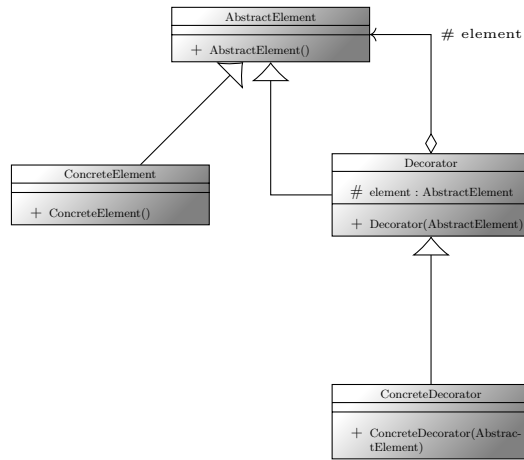 AbstractElement
+ AbstractElement()
# element
ConcreteElement
+ ConcreteElement()
Decorator
# element : AbstractElement
+ Decorator(AbstractElement)
ConcreteDecorator
+ ConcreteDecorator(Abstrac-
tElement)